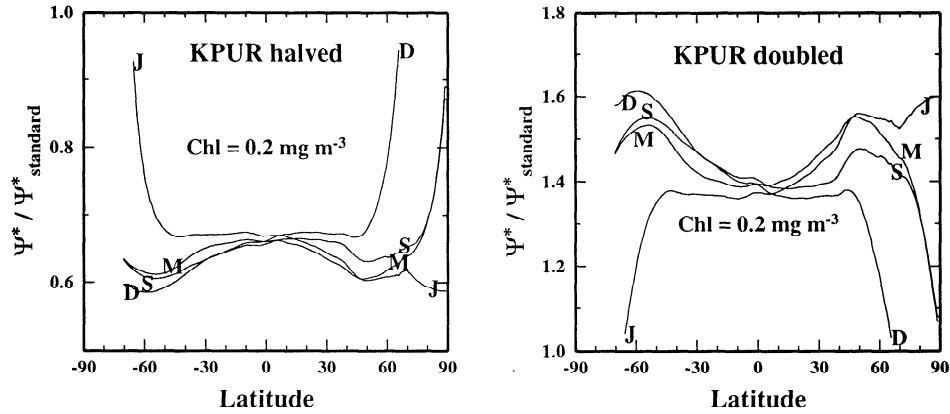 1.0
0.8
0.6
Ψ* / Ψ*standard
KPUR halved
Chl = 0.2 mg m-3
J
D
S
M
D
S
M
J
-90
-60
-30
0
30
60
90
Latitude
1.8
1.6
1.4
1.2
1.0
Ψ* / Ψ*standard
KPUR doubled
Chl = 0.2 mg m-3
D
S
M
J
M
S
J
D
-90
-60
-30
0
30
60
90
Latitude